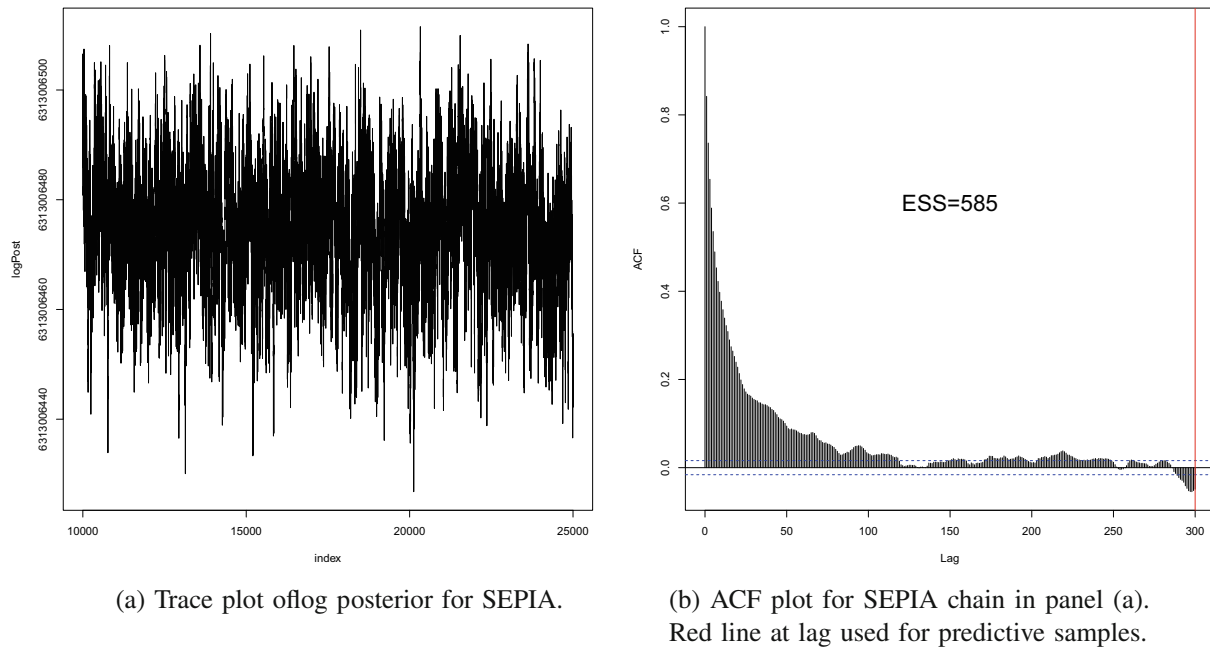 6313006500
6313006480
6313006460
6313006440
logPost
10000
15000
20000
25000
index
(a) Trace plot oflog posterior for SEPIA.
1.0
0.8
0.6
0.4
0.2
0.0
ACF
ESS=585
0
50
100
150
200
250
300
Lag
(b) ACF plot for SEPIA chain in panel (a).
Red line at lag used for predictive samples.